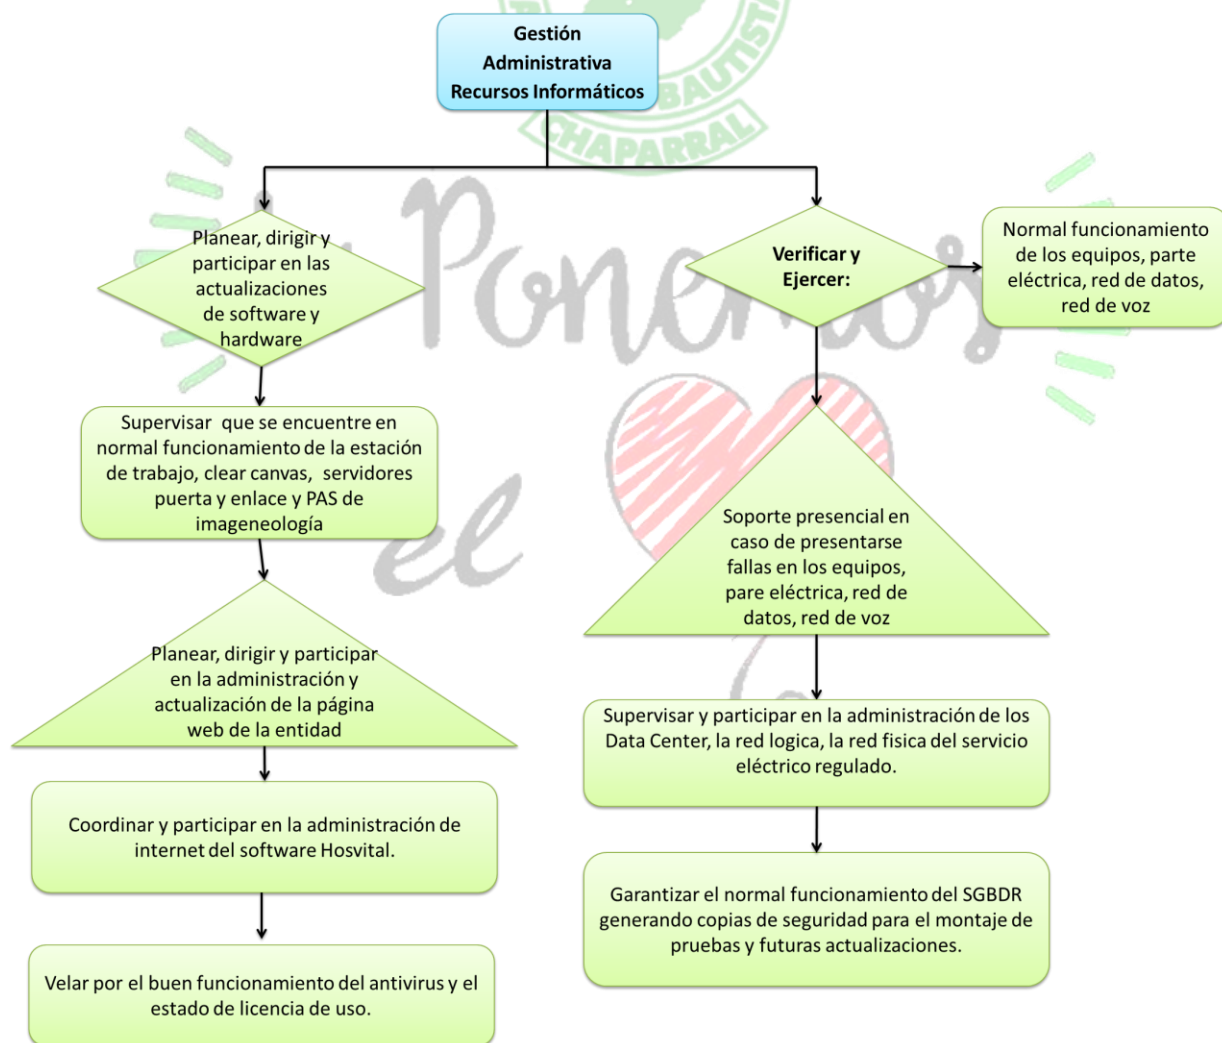 Gestión
Administrativa
Recursos Informáticos
BAUTIST
CHAPARRAL
Ponemos
el
Planear, dirigir y
participar en las
actualizaciones
de software y
hardware
Supervisar que se encuentre en
normal funcionamiento de la estación
de trabajo, clear canvas, servidores
puerta y enlace y PAS de
imageneología
Planear, dirigir y participar
en la administración y
actualización de la página
web de la entidad
Coordinar y participar en la administración de
internet del software Hosvital.
Velar por el buen funcionamiento del antivirus y el
estado de licencia de uso.
Verificar y
Ejercer:
Normal funcionamiento
de los equipos, parte
eléctrica, red de datos,
red de voz
Soporte presencial en
caso de presentarse
fallas en los equipos,
pare eléctrica, red de
datos, red de voz
Supervisar y participar en la administración de los
Data Center, la red logica, la red fisica del servicio
eléctrico regulado.
Garantizar el normal funcionamiento del SGBDR
generando copias de seguridad para el montaje de
pruebas y futuras actualizaciones.